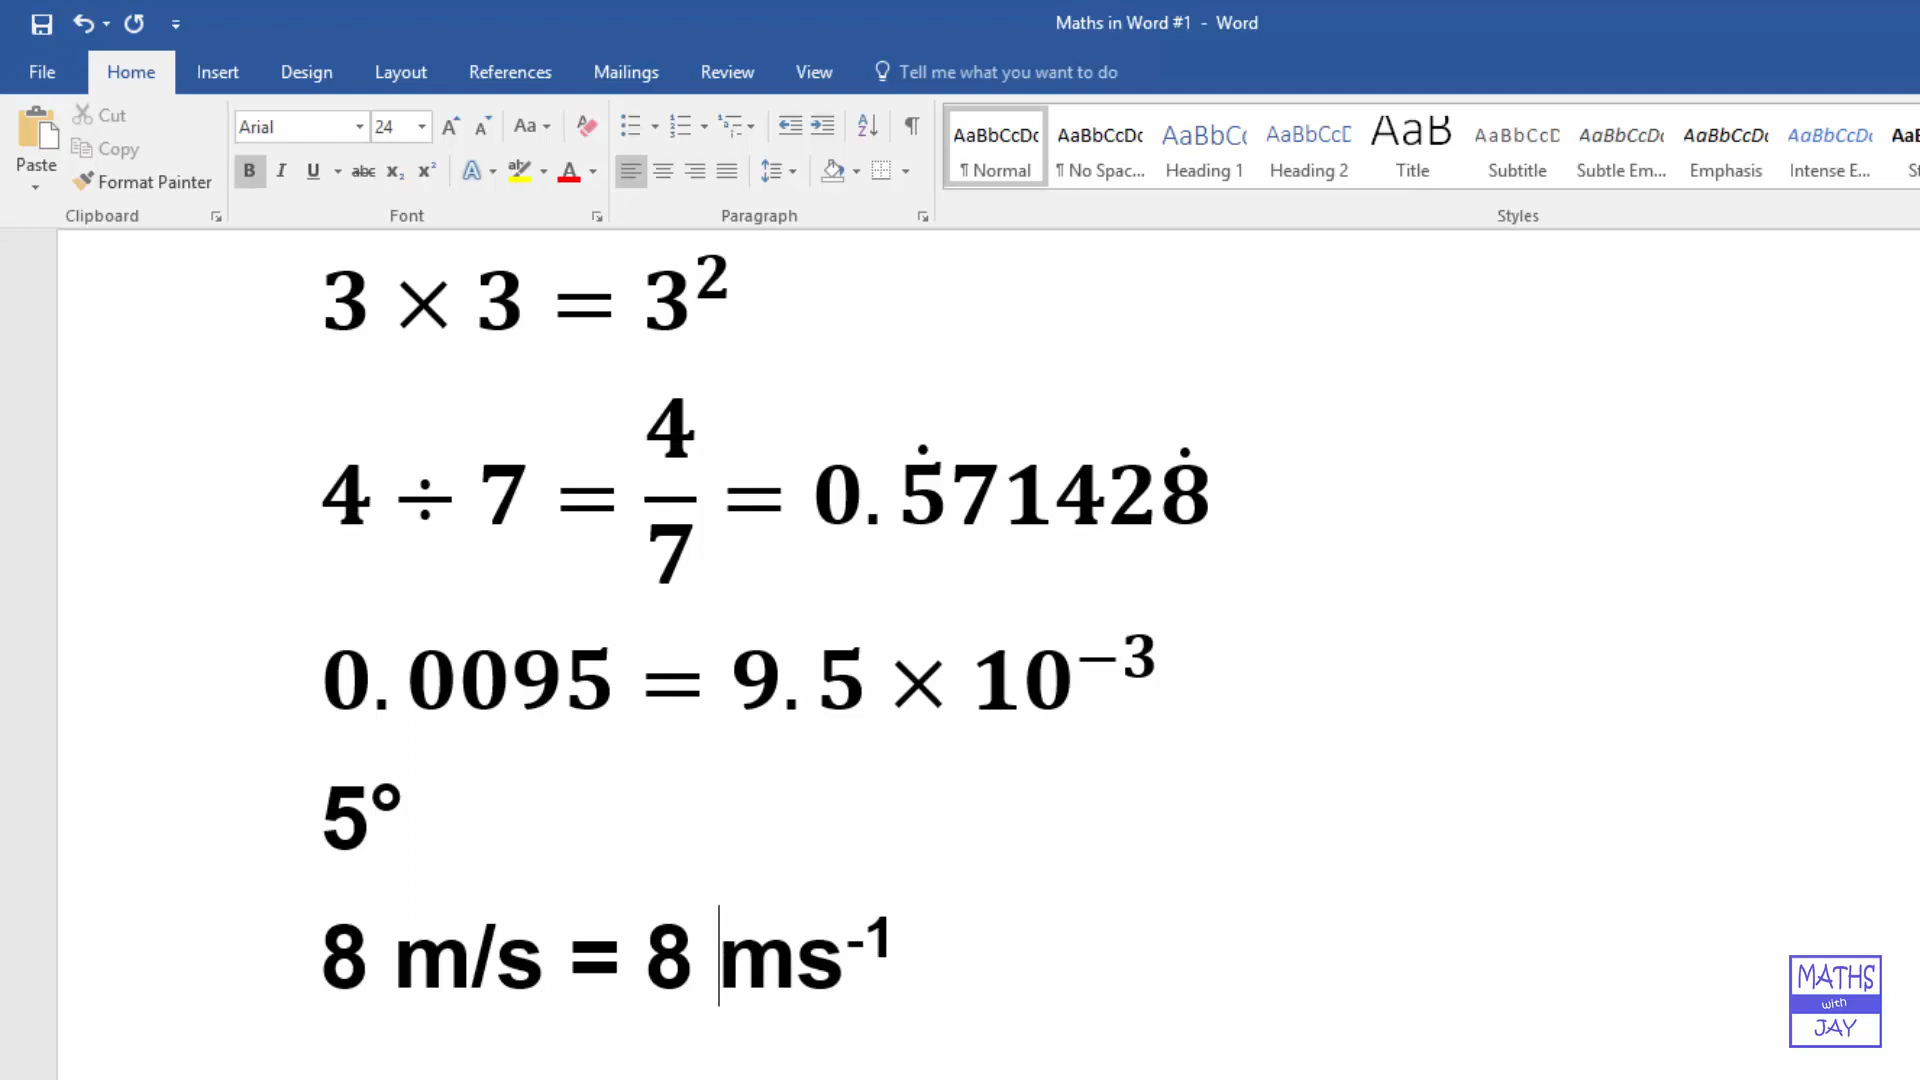 Maths in Word #1 - Word
File Home Insert Design Layout References Mailings Review View Tell me what you want to do
Cut
Copy
Format Painter
Paste
Clipboard
Arial 24 Aa
B I U abc x₂ x² A A
Font
Paragraph
AaBbCcDc AaBbCcDc AaBbC AaBbCcD AaB AaBbCcD AaBbCcDc AaBbCcDc AaBbCcDc
¶ Normal ¶ No Spac... Heading 1 Heading 2 Title Subtitle Subtle Em... Emphasis Intense E...
Styles
3 × 3 = 3²
4 ÷ 7 = 4/7 = 0.5̇71428̇
0.0095 = 9.5 × 10⁻³
5°
8 m/s = 8 ms⁻¹
MATHS
with
JAY